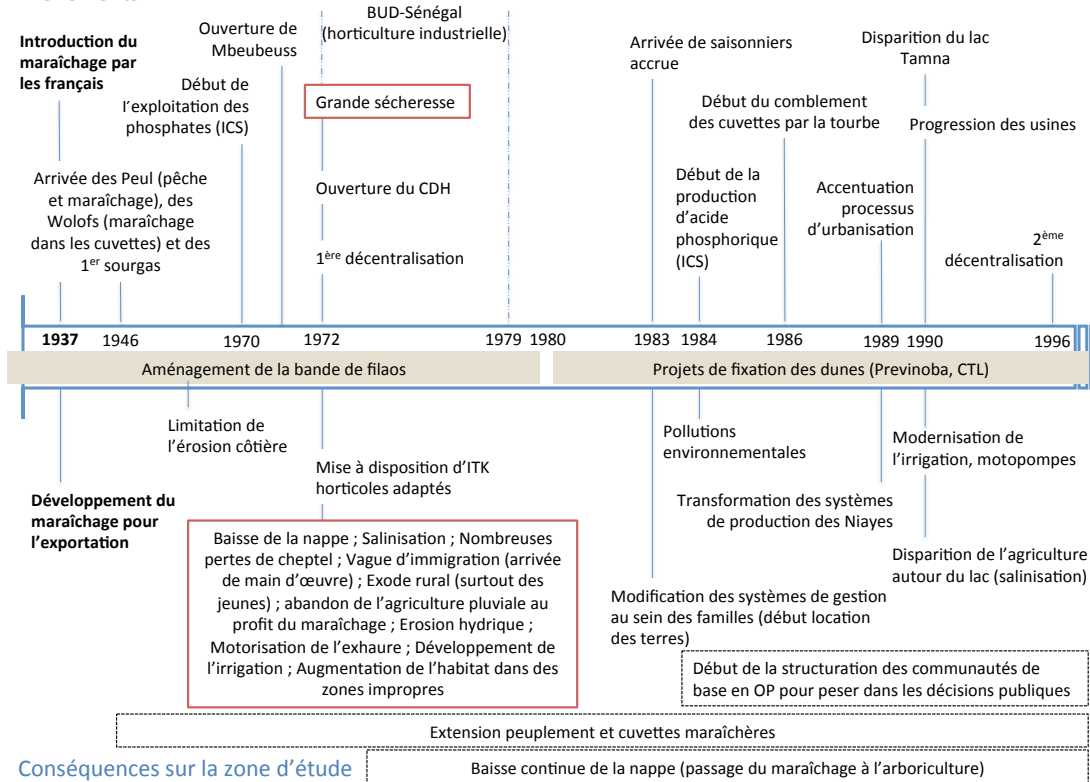 BUD-Sénégal
(horticulture industrielle)
Introduction du
maraîchage par
les français
Ouverture de
Mbeubeuss
Début de
l'exploitation des
phosphates (ICS)
Grande sécheresse
Arrivée de saisonniers
accrue
Disparition du lac
Tamna
Début du comblement
des cuvettes par la tourbe
Progression des usines
Arrivée des Peul (pêche
et maraîchage), des
Wolofs (maraîchage
dans les cuvettes) et des
1er sourgas
Ouverture du CDH
1ère décentralisation
Début de la
production
d'acide
phosphorique
(ICS)
Accentuation
processus
d'urbanisation
2ème
décentralisation
1937 1946 1970 1972 1979 1980 1983 1984 1986 1989 1990 1996
Aménagement de la bande de filaos
Projets de fixation des dunes (Previnoba, CTL)
Limitation de
l'érosion côtière
Pollutions
environnementales
Modernisation de
l'irrigation, motopompes
Mise à disposition d'ITK
horticoles adaptés
Développement du
maraîchage pour
l'exportation
Transformation des systèmes
de production des Niayes
Baisse de la nappe ; Salinisation ; Nombreuses
pertes de cheptel ; Vague d'immigration (arrivée
de main d'œuvre) ; Exode rural (surtout des
jeunes) ; abandon de l'agriculture pluviale au
profit du maraîchage ; Erosion hydrique ;
Motorisation de l'exhaure ; Développement de
l'irrigation ; Augmentation de l'habitat dans des
zones impropres
Disparition de l'agriculture
autour du lac (salinisation)
Modification des systèmes de gestion
au sein des familles (début location
des terres)
Début de la structuration des communautés de
base en OP pour peser dans les décisions publiques
Extension peuplement et cuvettes maraîchères
Conséquences sur la zone d'étude
Baisse continue de la nappe (passage du maraîchage à l'arboriculture)